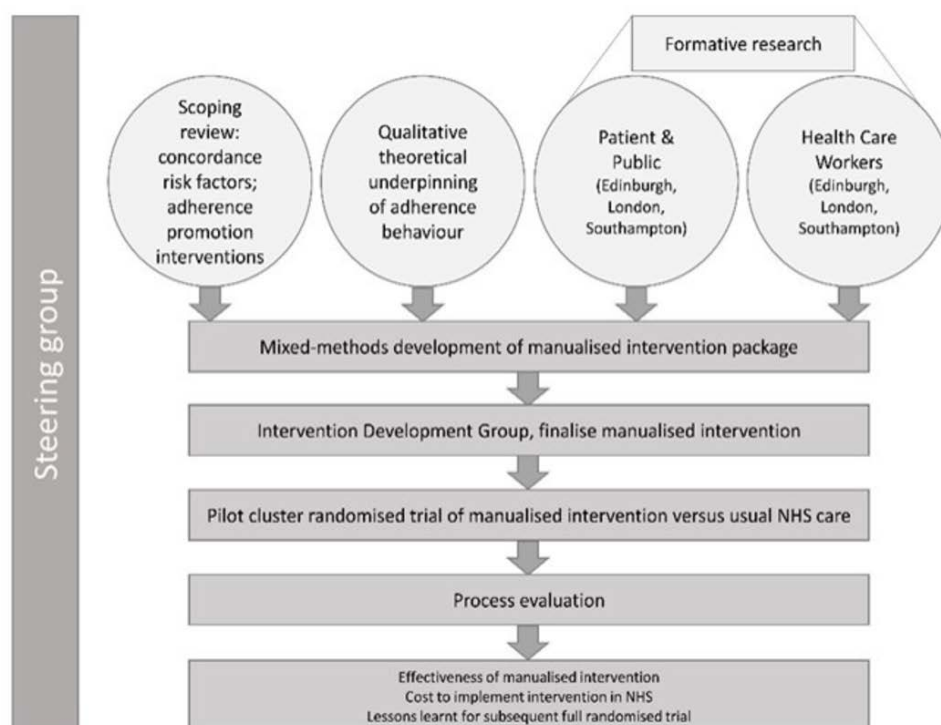 Steering group
Formative research
Scoping
review:
concordance
risk factors;
adherence
promotion
interventions
Qualitative
theoretical
underpinning
of adherence
behaviour
Patient &
Public
(Edinburgh,
London,
Southampton)
Health Care
Workers
(Edinburgh,
London,
Southampton)
Mixed-methods development of manualised intervention package
Intervention Development Group, finalise manualised intervention
Pilot cluster randomised trial of manualised intervention versus usual NHS care
Process evaluation
Effectiveness of manualised intervention
Cost to implement intervention in NHS
Lessons learnt for subsequent full randomised trial